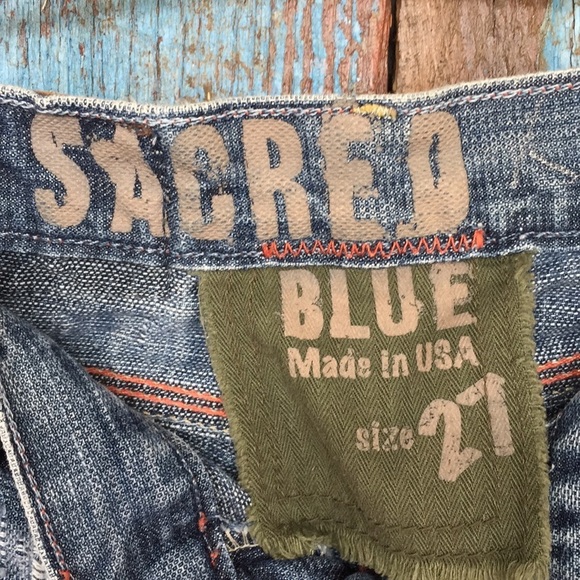 SACRED
BLUE
Made in USA
size 27